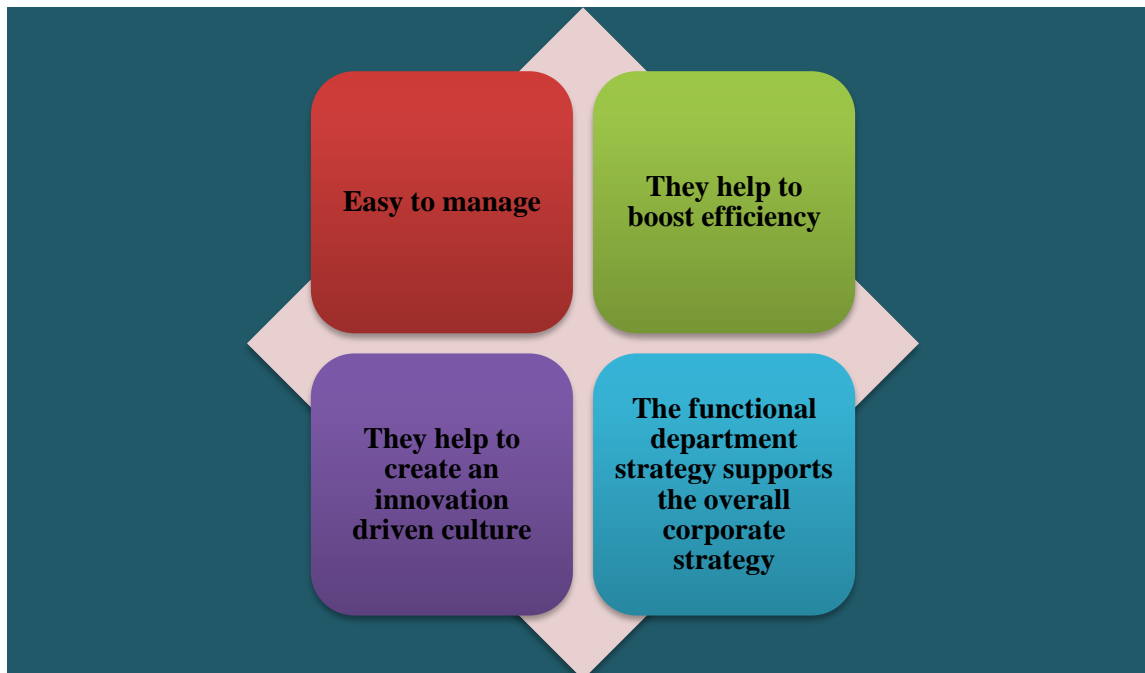 Easy to manage
They help to
boost efficiency
They help to
create an
innovation
driven culture
The functional
department
strategy supports
the overall
corporate
strategy